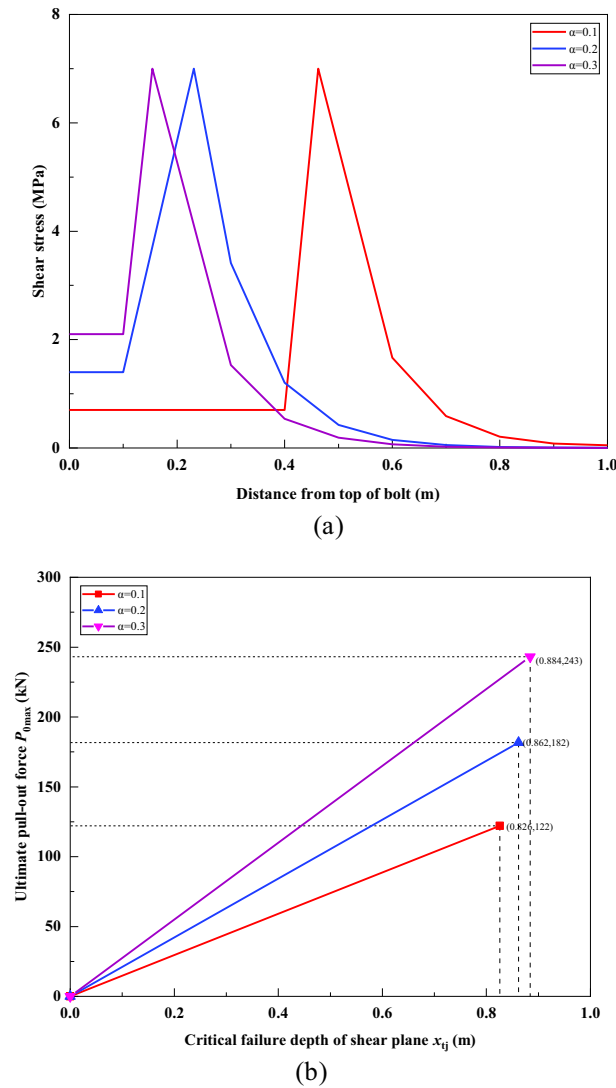 α=0.1
α=0.2
α=0.3
8
6
4
2
0
Shear stress (MPa)
0.0 0.2 0.4 0.6 0.8 1.0
Distance from top of bolt (m)
(a)
α=0.1
α=0.2
α=0.3
300
250
200
150
100
50
0
Ultimate pull-out force P0max (kN)
(0.884,243)
(0.862,182)
(0.826,122)
0.0 0.2 0.4 0.6 0.8 1.0
Critical failure depth of shear plane xtj (m)
(b)